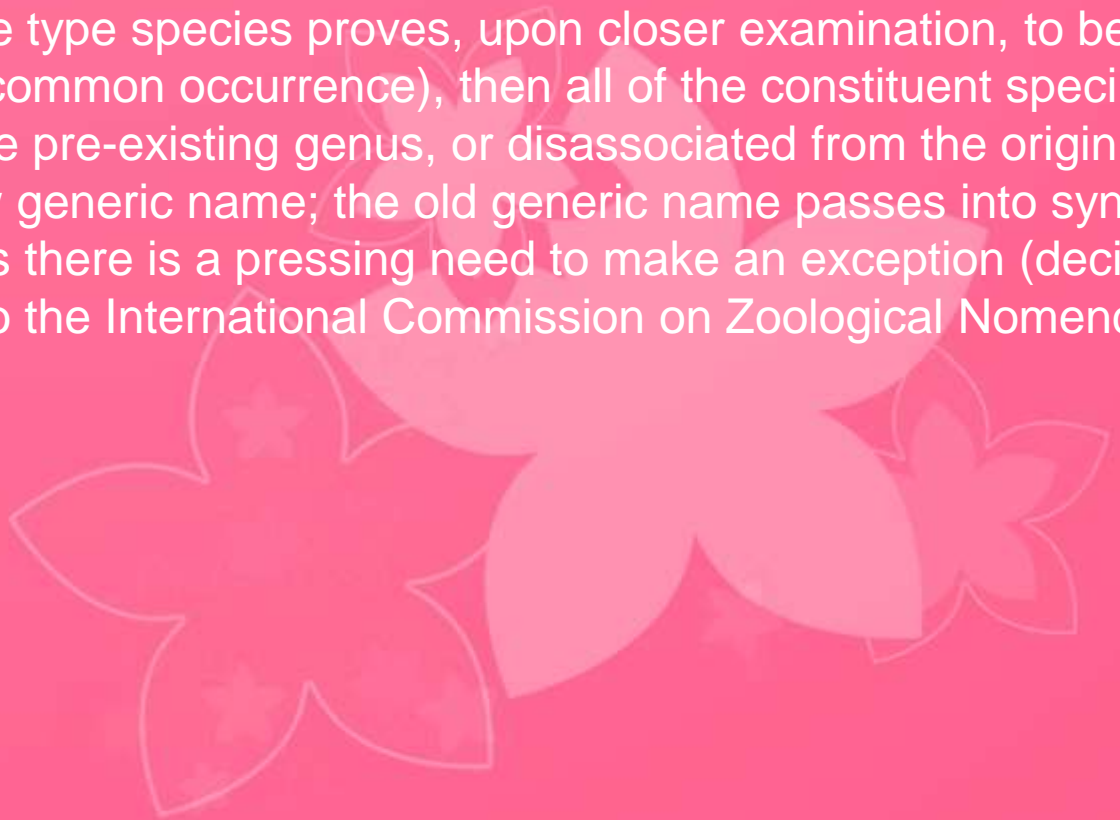 e type species proves, upon closer examination, to be
common occurrence), then all of the constituent speci
e pre-existing genus, or disassociated from the origin
generic name; the old generic name passes into syn
s there is a pressing need to make an exception (deci
o the International Commission on Zoological Nomenc